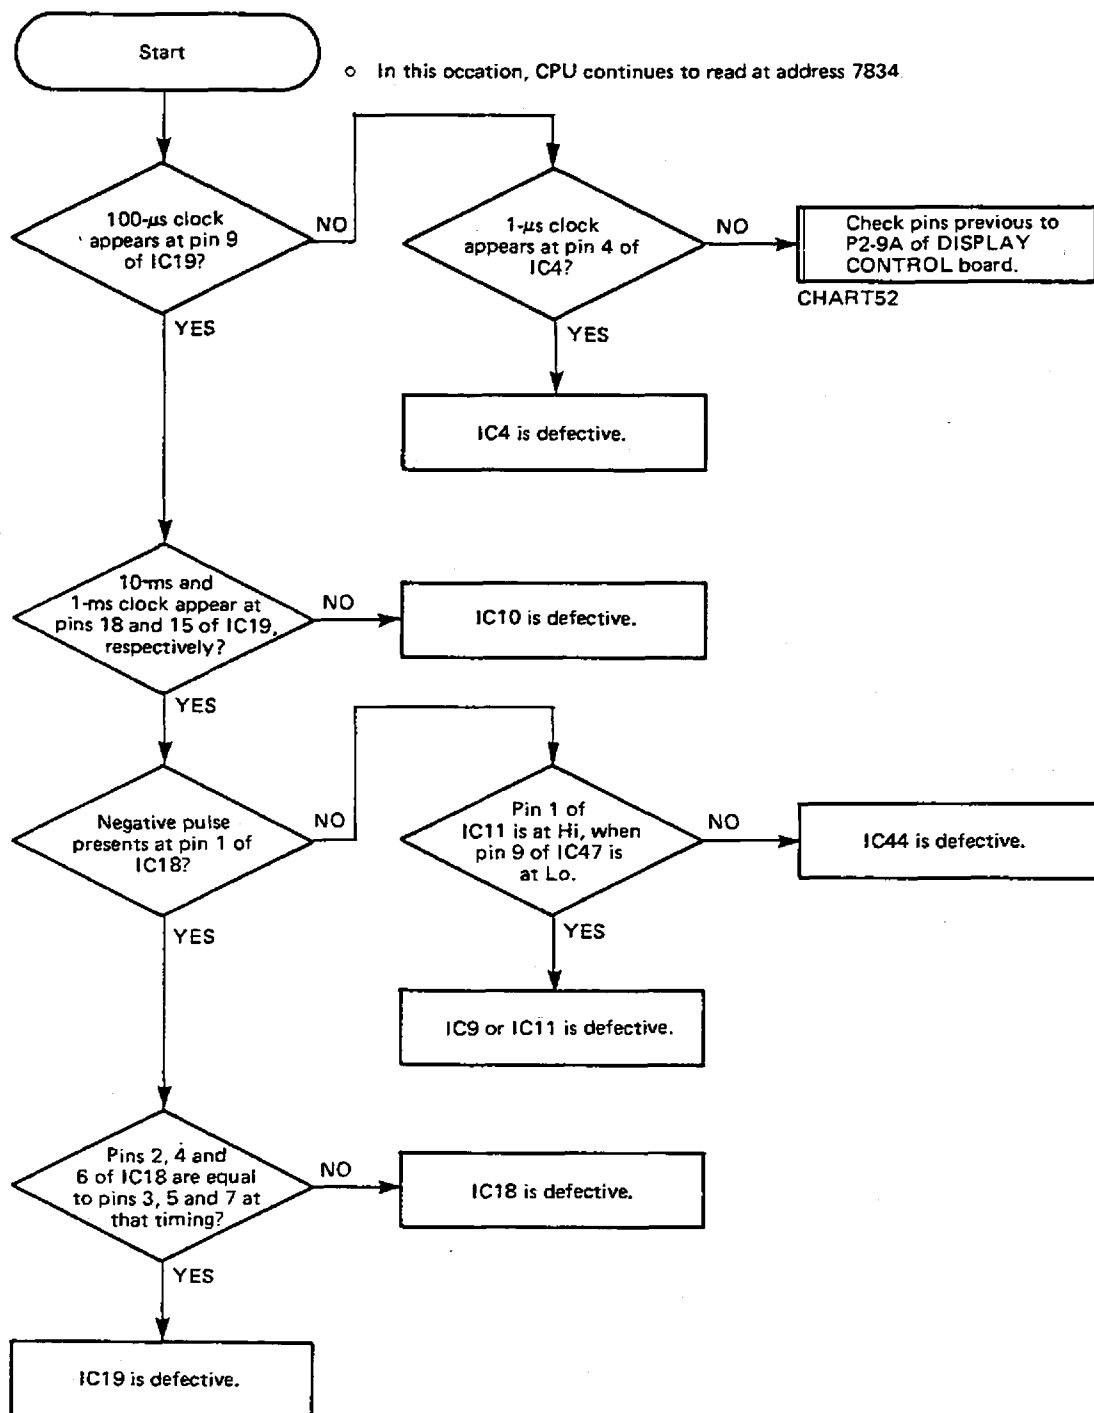 Start
○ In this occation, CPU continues to read at address 7834
100-μs clock
appears at pin 9
of IC19?
NO
YES
1-μs clock
appears at pin 4 of
IC4?
NO
YES
Check pins previous to
P2-9A of DISPLAY
CONTROL board.
CHART52
IC4 is defective.
10-ms and
1-ms clock appear at
pins 18 and 15 of IC19,
respectively?
NO
YES
IC10 is defective.
Negative pulse
presents at pin 1 of
IC18?
NO
YES
Pin 1 of
IC11 is at Hi, when
pin 9 of IC47 is
at Lo.
NO
YES
IC44 is defective.
IC9 or IC11 is defective.
Pins 2, 4 and
6 of IC18 are equal
to pins 3, 5 and 7 at
that timing?
NO
YES
IC18 is defective.
IC19 is defective.